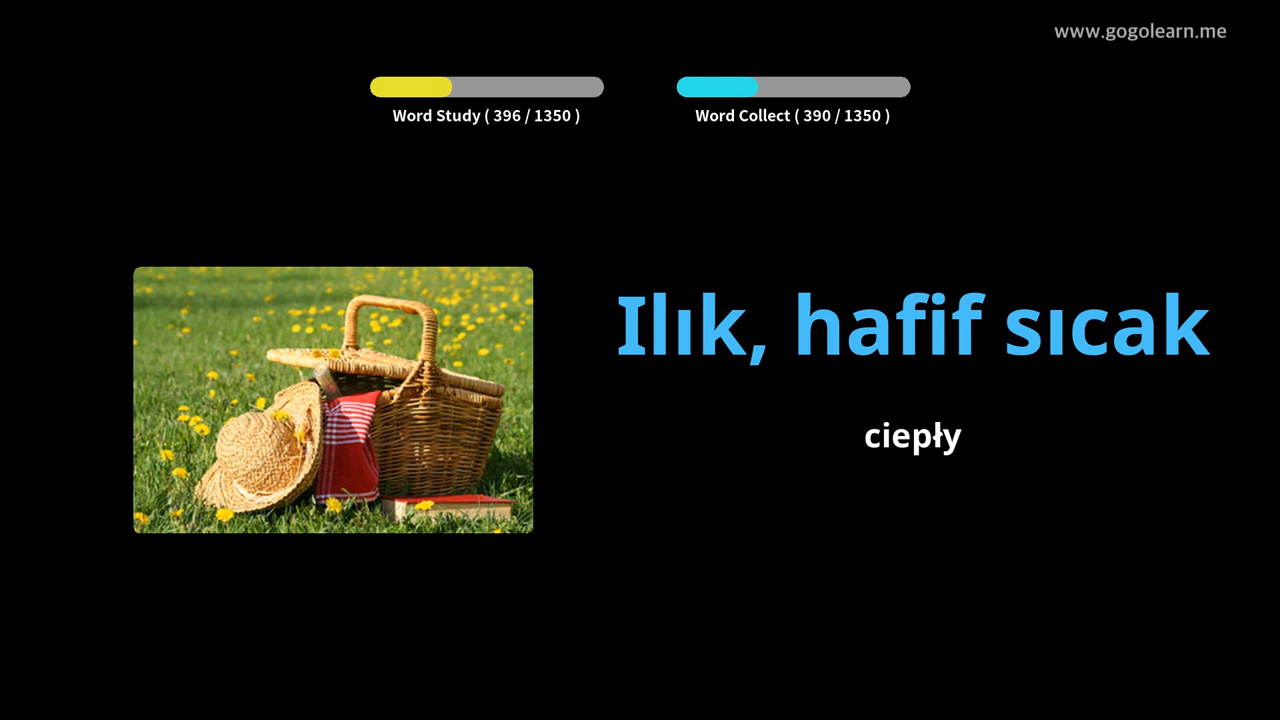 www.gogolearn.me
Word Study ( 396 / 1350 )
Word Collect ( 390 / 1350 )
Ilık, hafif sıcak
ciepły